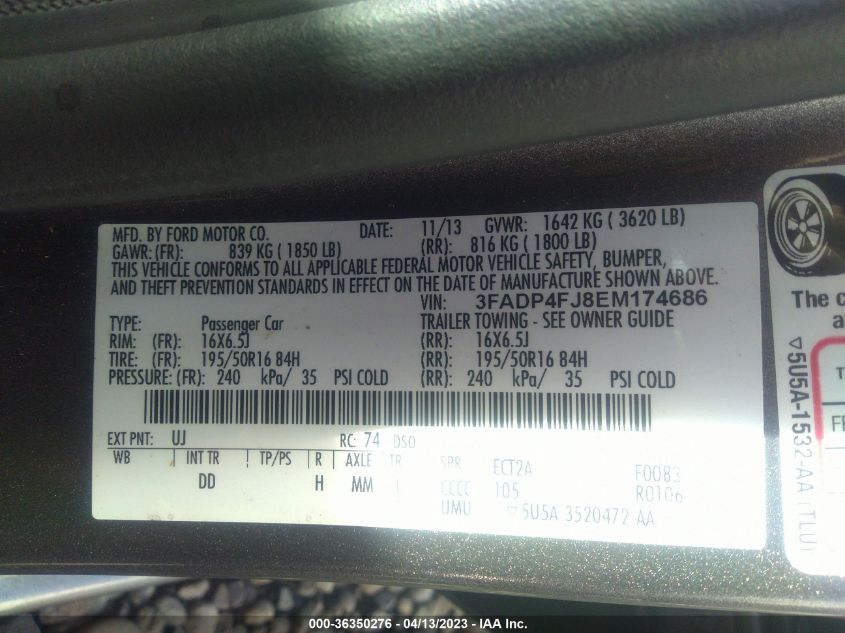 MFD. BY FORD MOTOR CO. DATE: 11/13 GVWR: 1642 KG ( 3620 LB)
GAWR: (FR): 839 KG ( 1850 LB) (RR): 816 KG ( 1800 LB)
THIS VEHICLE CONFORMS TO ALL APPLICABLE FEDERAL MOTOR VEHICLE SAFETY, BUMPER,
AND THEFT PREVENTION STANDARDS IN EFFECT ON THE DATE OF MANUFACTURE SHOWN ABOVE.
VIN: 3FADP4FJ8EM174686
TYPE: Passenger Car TRAILER TOWING - SEE OWNER GUIDE
RIM: (FR): 16X6.5J (RR): 16X6.5J
TIRE: (FR): 195/50R16 84H (RR): 195/50R16 84H
PRESSURE: (FR): 240 kPa/ 35 PSI COLD (RR): 240 kPa/ 35 PSI COLD
EXT PNT: UJ RC: 74 DSO
WB INT TR TP/PS R AXLE TR SPR ECT2A F0083
DD H MM I CCCC 105 R0106
UMU ▽5U5A 3520472 AA
The c
a
▽5U5A-1532-AA (TLU)
T
FR
000-36350276 - 04/13/2023 - IAA Inc.